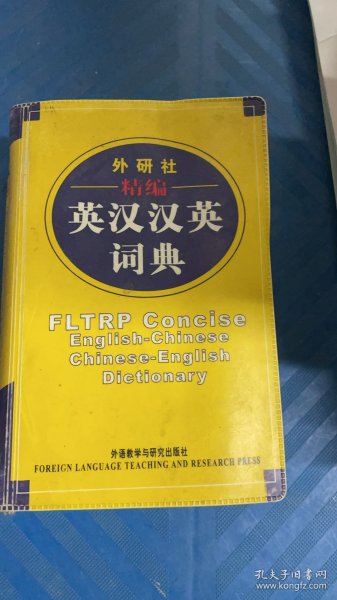 外研社
精编
英汉汉英
词典
FLTRP Concise
English-Chinese
Chinese-English
Dictionary
外语教学与研究出版社
FOREIGN LANGUAGE TEACHING AND RESEARCH PRESS
孔夫子旧书网
www.kongfz.com